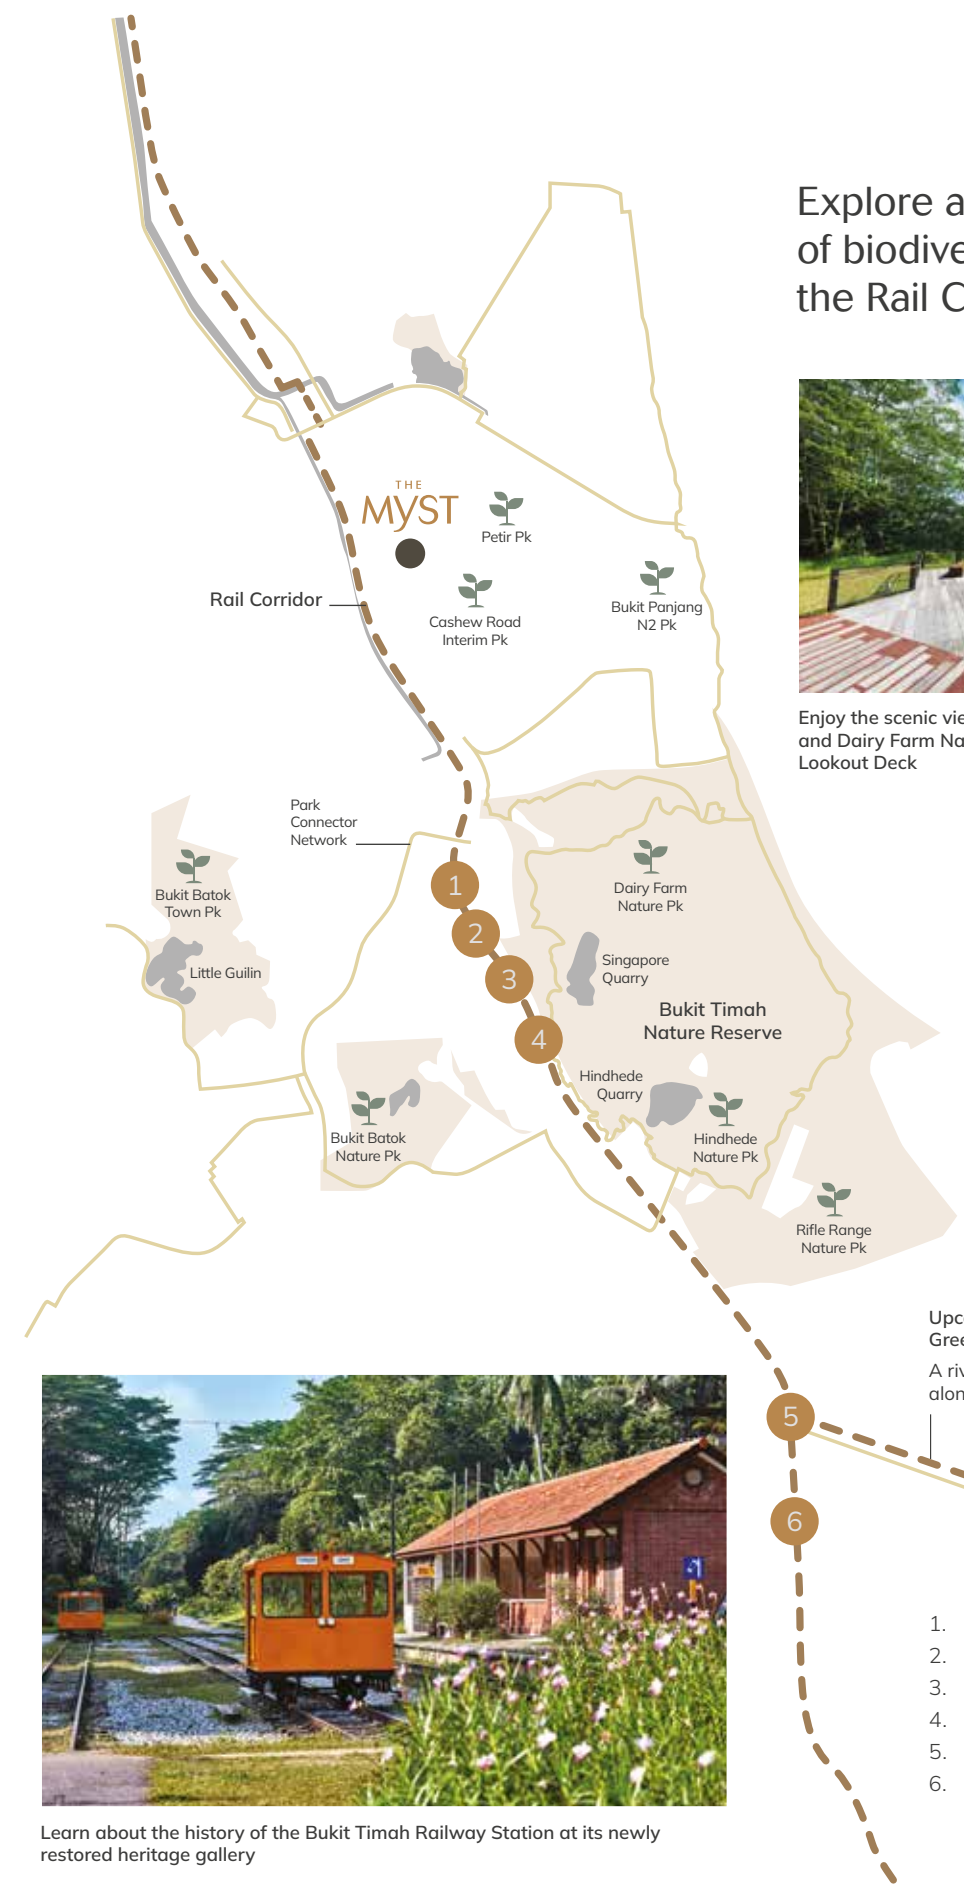 Explore a
of biodive
the Rail C
THE
MYST
Petir Pk
Rail Corridor
Cashew Road
Interim Pk
Bukit Panjang
N2 Pk
Enjoy the scenic vie
and Dairy Farm Na
Lookout Deck
Park
Connector
Network
Bukit Batok
Town Pk
Little Guilin
1
2
3
4
Dairy Farm
Nature Pk
Singapore
Quarry
Bukit Timah
Nature Reserve
Hindhede
Quarry
Hindhede
Nature Pk
Bukit Batok
Nature Pk
Rifle Range
Nature Pk
Upc
Gree
A riv
alon
5
6
1.
2.
3.
4.
5.
6.
Learn about the history of the Bukit Timah Railway Station at its newly
restored heritage gallery